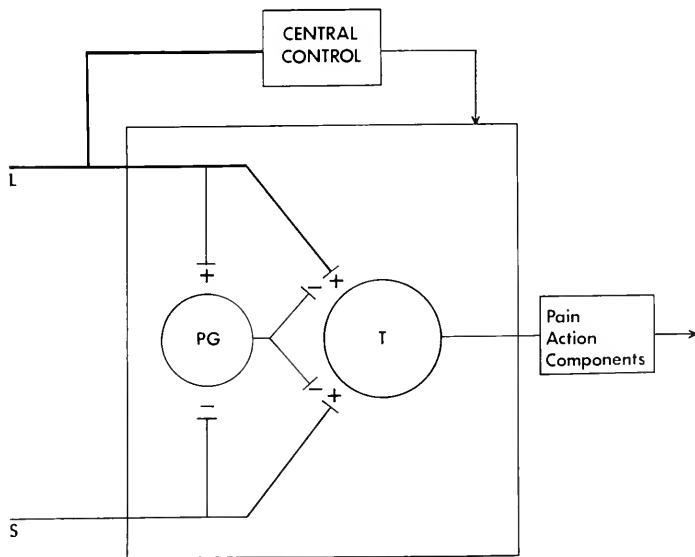 CENTRAL
CONTROL
L
+
- +
PG
T
Pain
Action
Components
-
- +
S